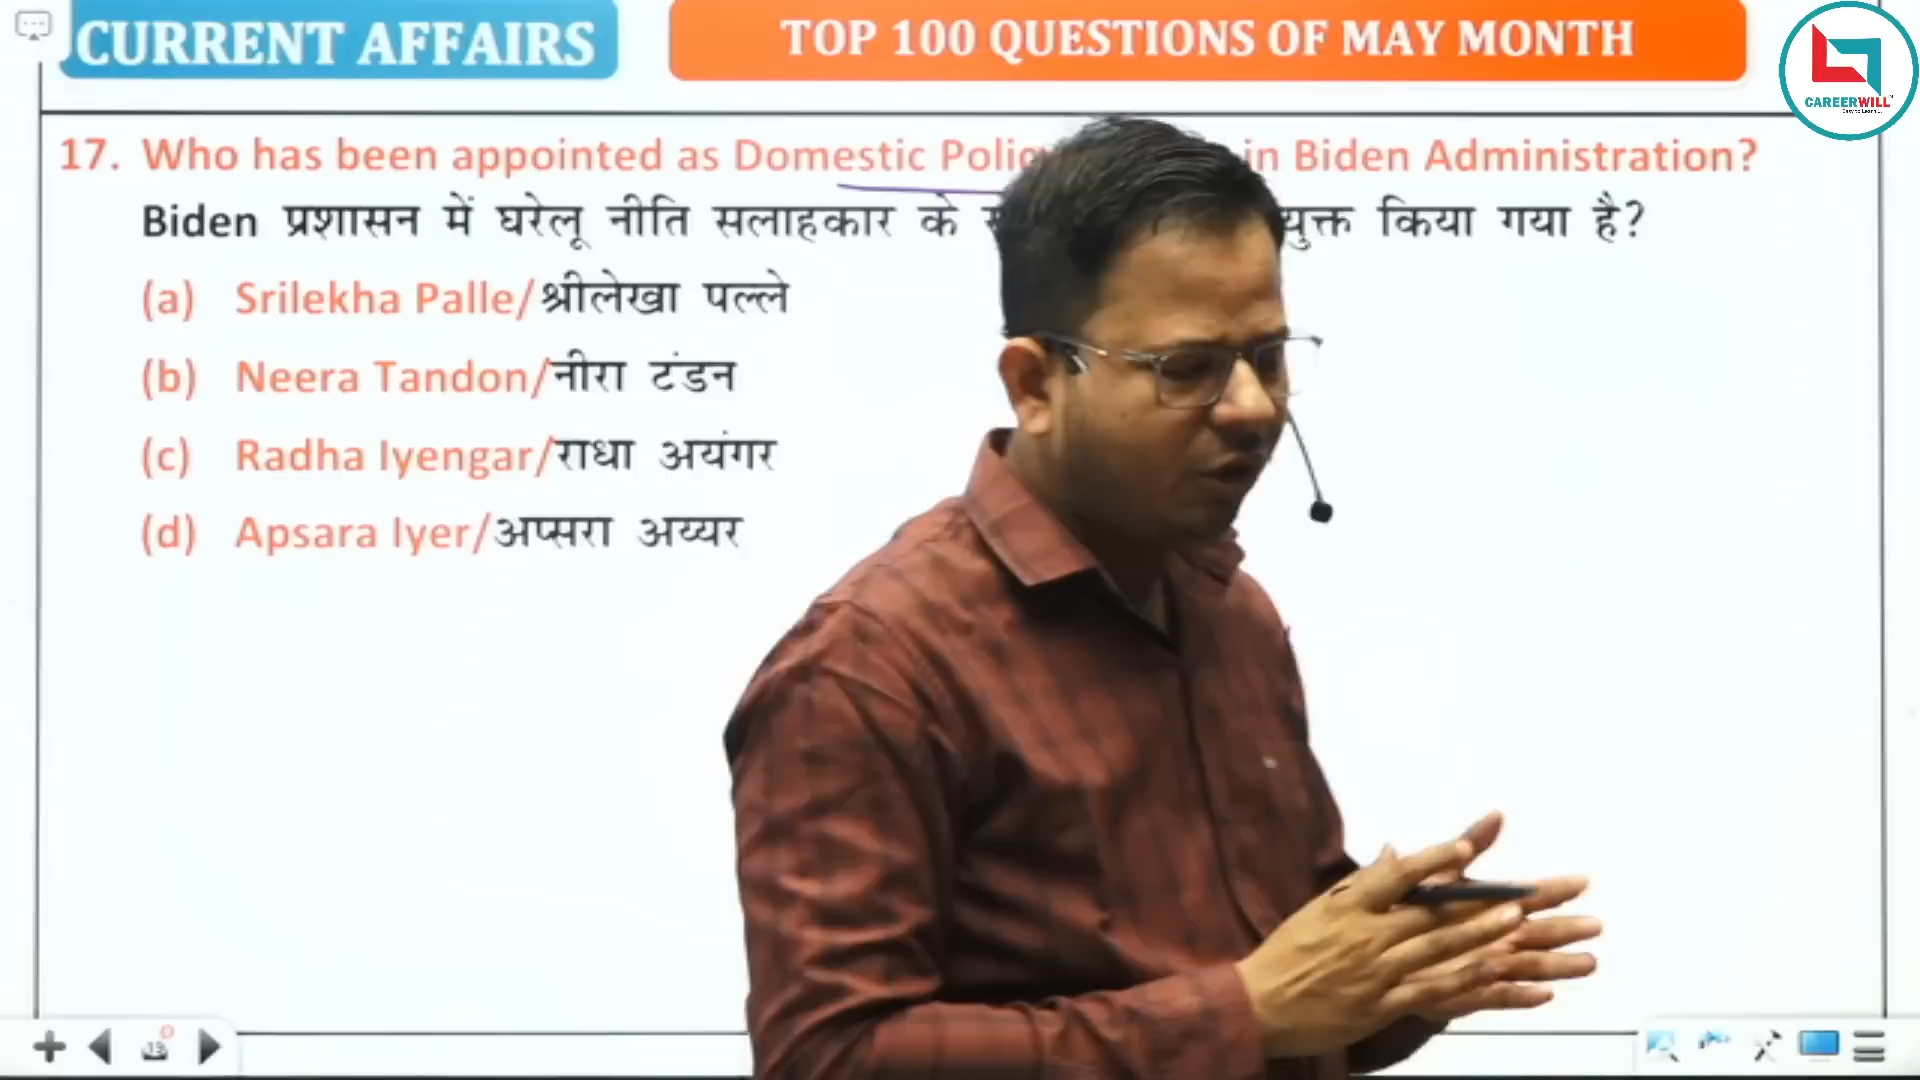 CURRENT AFFAIRS
TOP 100 QUESTIONS OF MAY MONTH
CAREERWILL
17. Who has been appointed as Domestic in Biden Administration?
Biden प्रशासन में घरेलू नीति सलाहकार के किया गया है?
(a) Srilekha Palle/श्रीलेखा पल्ले
(b) Neera Tandon/नीरा टंडन
(c) Radha Iyengar/राधा अयंगर
(d) Apsara Iyer/अप्सरा अय्यर
13